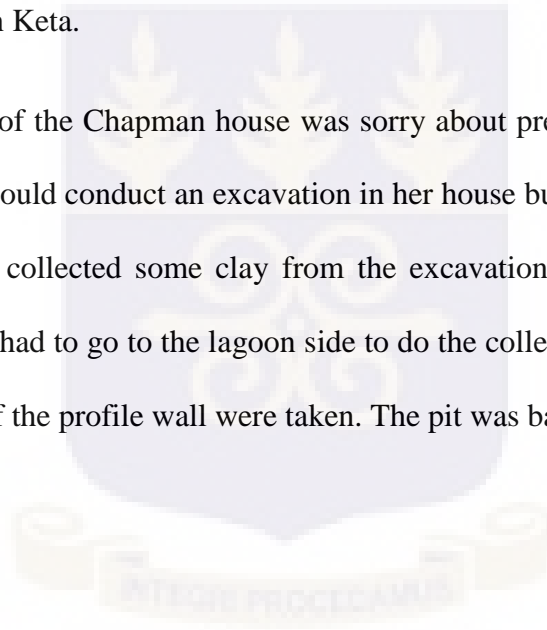 n Keta.
of the Chapman house was sorry about pre
ould conduct an excavation in her house bu
collected some clay from the excavation
had to go to the lagoon side to do the colle
f the profile wall were taken. The pit was ba
INTEGRI PROCEDAMUS